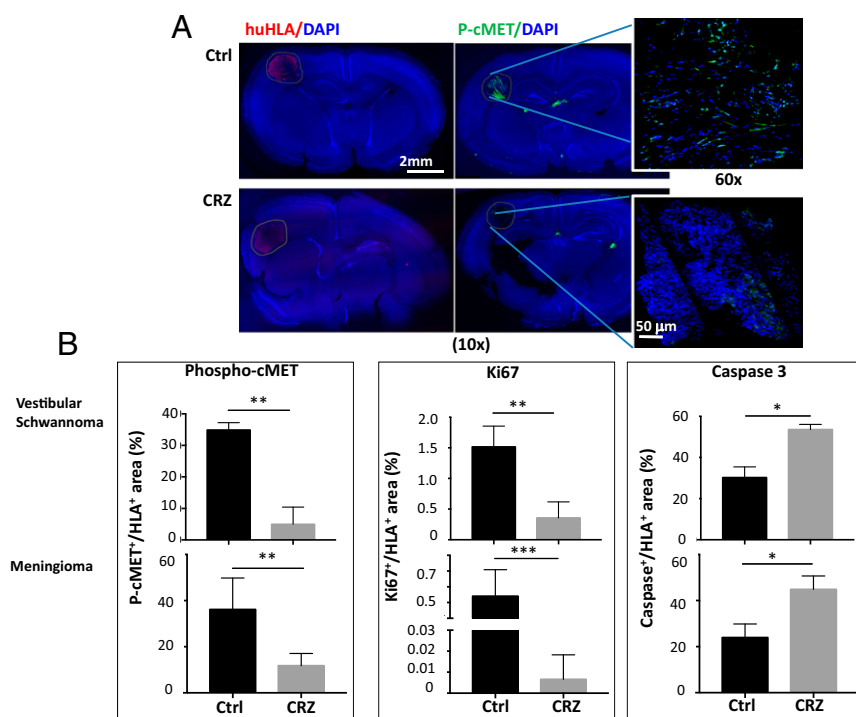 A
huHLA/DAPI
P-cMET/DAPI
Ctrl
2mm
60x
CRZ
50 µm
(10x)
B
Phospho-cMET
Ki67
Caspase 3
Vestibular
Schwannoma
Meningioma
P-cMET⁺/HLA⁺ area (%)
40
30
20
10
0
**
60
40
20
0
**
Ctrl
CRZ
Ki67⁺/HLA⁺ area (%)
2.0
1.5
1.0
0.5
0.0
**
0.7
0.5
0.03
0.02
0.01
0
***
Ctrl
CRZ
Caspase⁺/HLA⁺ area (%)
60
40
20
0
*
60
40
20
0
*
Ctrl
CRZ